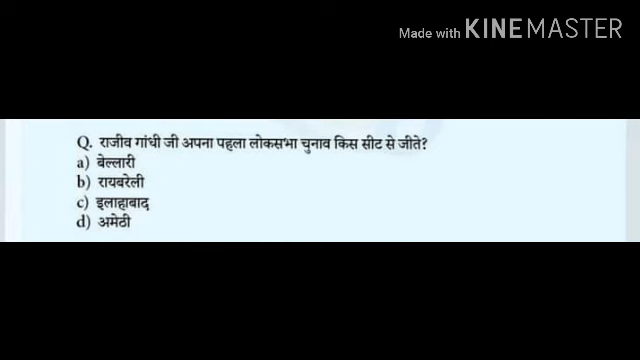 Made with KINEMASTER
Q. राजीव गांधी जी अपना पहला लोकसभा चुनाव किस सीट से जीते?
a) बेल्लारी
b) रायबरेली
c) इलाहाबाद
d) अमेठी